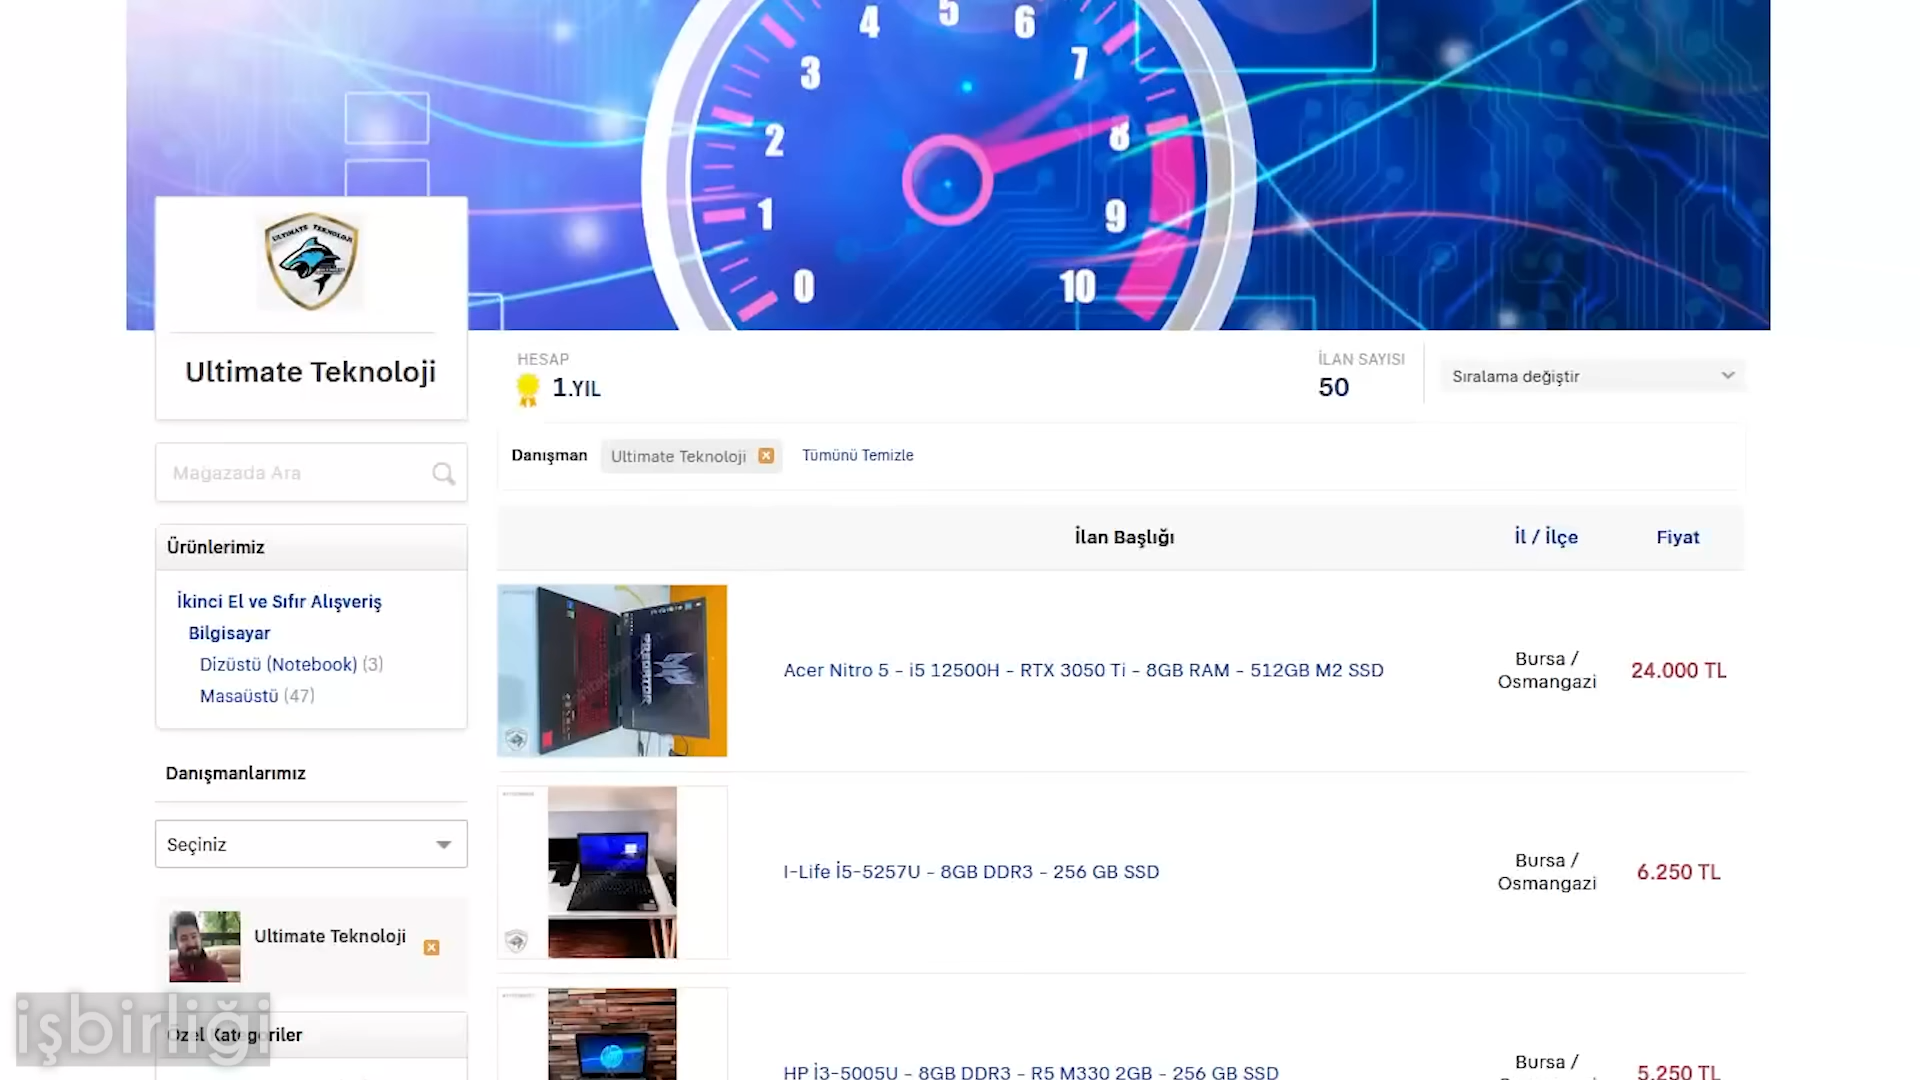 4
5
6
3
7
2
8
1
9
0
10
ULTIMATE TEKNOLOJİ
Ultimate Teknoloji
HESAP
1.YIL
İLAN SAYISI
50
Sıralama değiştir
Mağazada Ara
Danışman
Ultimate Teknoloji
Tümünü Temizle
Ürünlerimiz
İkinci El ve Sıfır Alışveriş
Bilgisayar
Dizüstü (Notebook) (3)
Masaüstü (47)
Danışmanlarımız
Seçiniz
Ultimate Teknoloji
Özel Kategoriler
işbirliği
İlan Başlığı
İl / İlçe
Fiyat
PREDATOR
Acer Nitro 5 - i5 12500H - RTX 3050 Ti - 8GB RAM - 512GB M2 SSD
Bursa /
Osmangazi
24.000 TL
I-Life İ5-5257U - 8GB DDR3 - 256 GB SSD
Bursa /
Osmangazi
6.250 TL
HP İ3-5005U - 8GB DDR3 - R5 M330 2GB - 256 GB SSD
Bursa /
5.250 TL